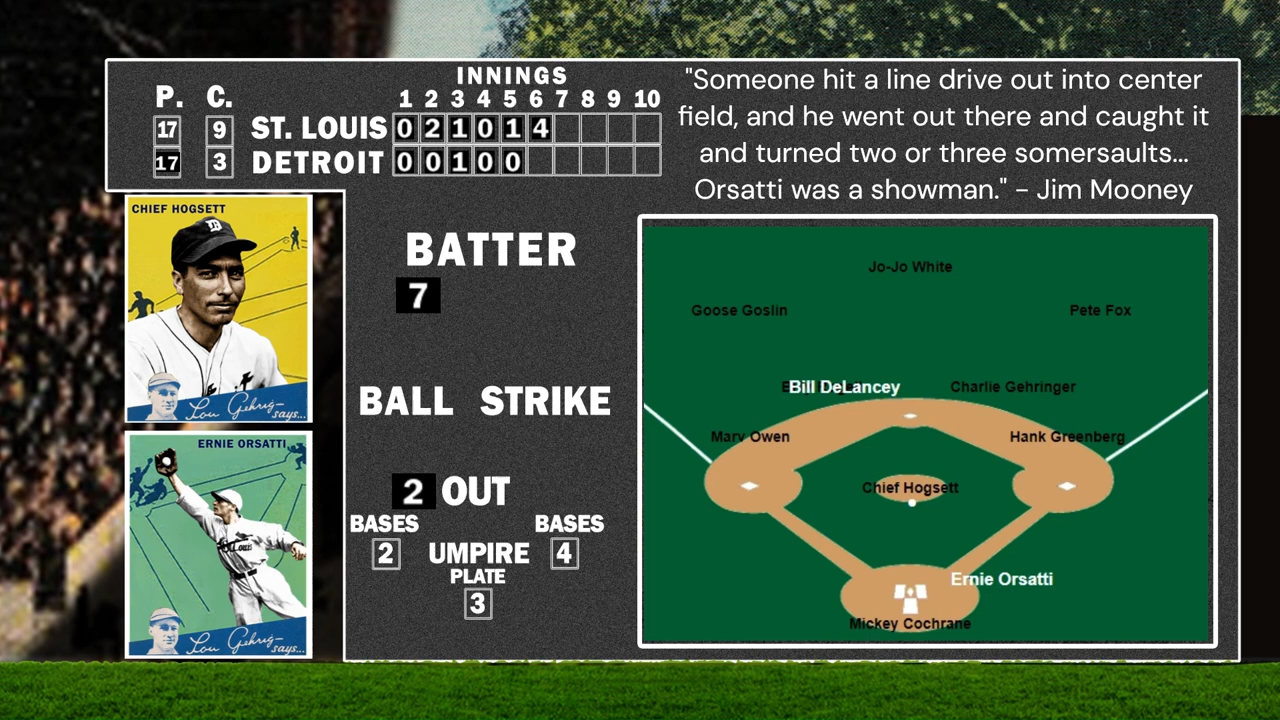 INNINGS
P. C. 1 2 3 4 5 6 7 8 9 10
17 9 ST. LOUIS 0 2 1 0 1 4
17 3 DETROIT 0 0 1 0 0
"Someone hit a line drive out into center
field, and he went out there and caught it
and turned two or three somersaults...
Orsatti was a showman." – Jim Mooney
CHIEF HOGSETT
D
Lou Gehrig
says...
ERNIE ORSATTI
St. Louis
Lou Gehrig
says...
BATTER
7
BALL STRIKE
2 OUT
BASES BASES
2 UMPIRE 4
PLATE
3
Jo-Jo White
Goose Goslin Pete Fox
Bill DeLancey Charlie Gehringer
Marv Owen Hank Greenberg
Chief Hogsett
Ernie Orsatti
Mickey Cochrane